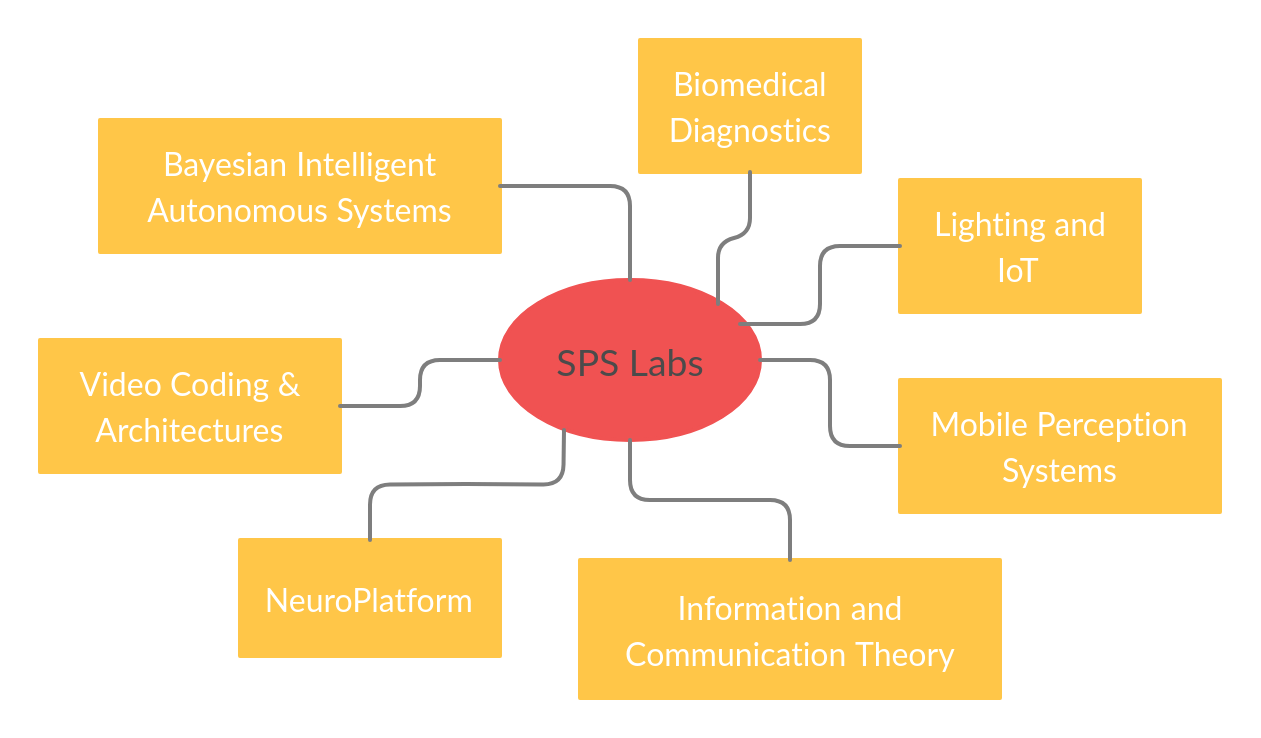 Biomedical
Diagnostics
Bayesian Intelligent
Autonomous Systems
Lighting and
IoT
SPS Labs
Video Coding &
Architectures
Mobile Perception
Systems
NeuroPlatform
Information and
Communication Theory